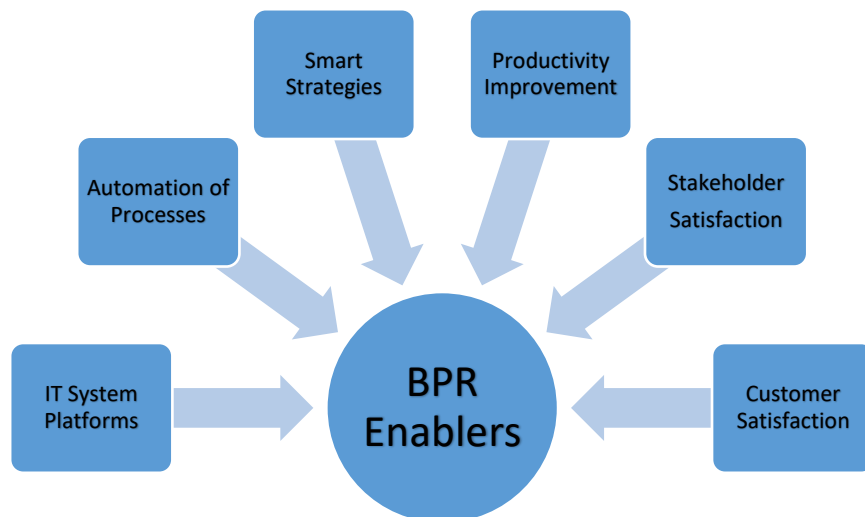 Smart
Strategies
Productivity
Improvement
Automation of
Processes
Stakeholder
Satisfaction
IT System
Platforms
BPR
Enablers
Customer
Satisfaction